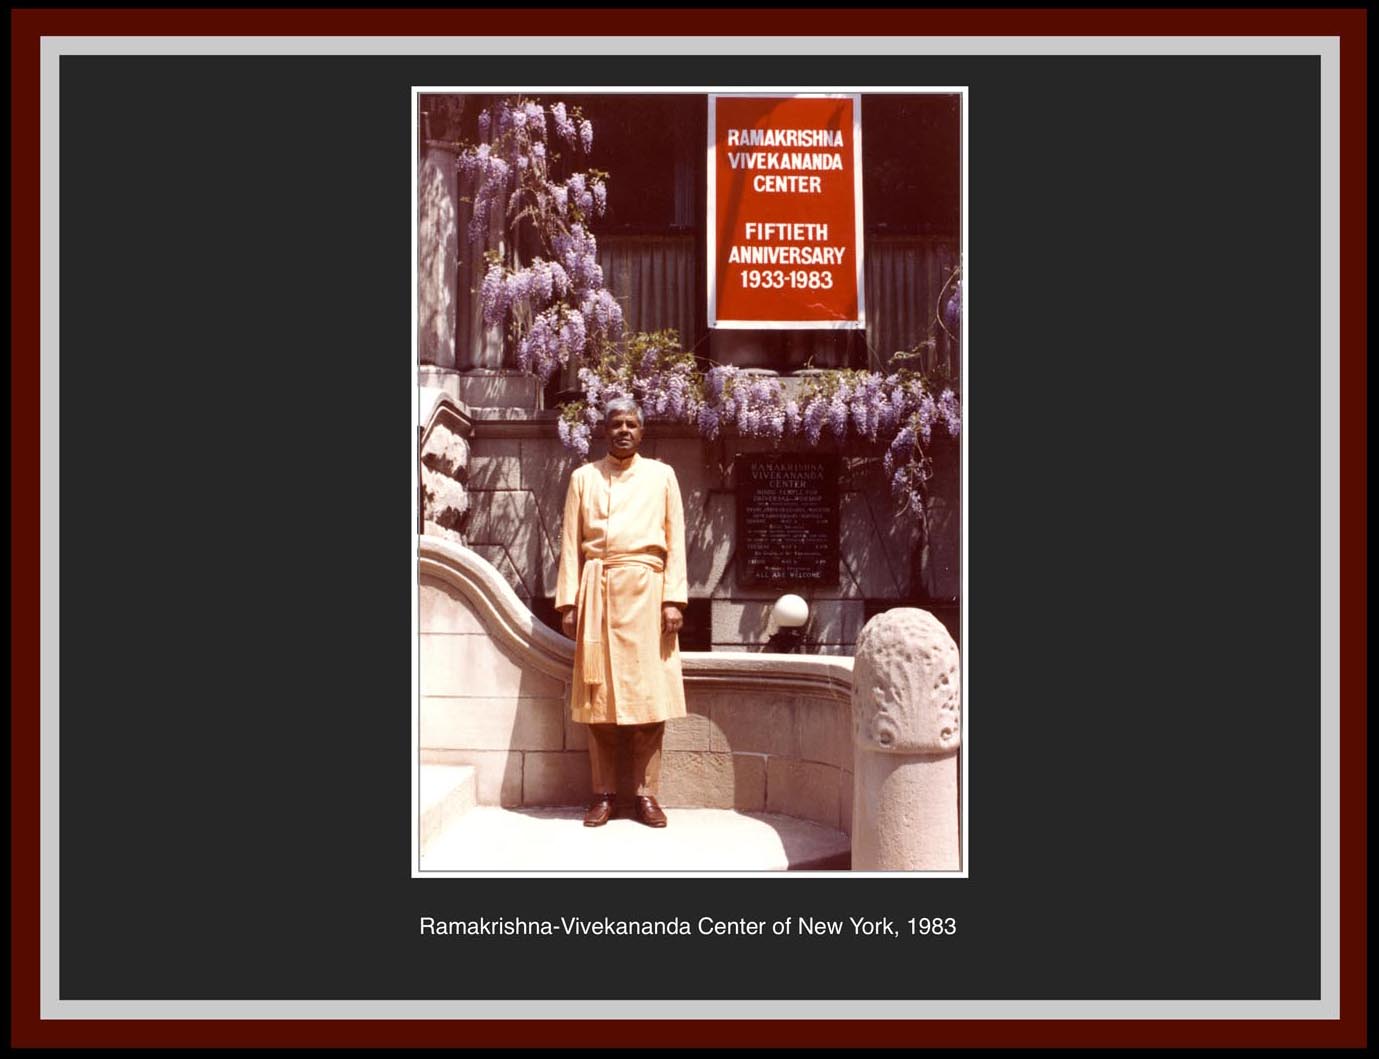 RAMAKRISHNA
VIVEKANANDA
CENTER
FIFTIETH
ANNIVERSARY
1933-1983
RAMAKRISHNA
VIVEKANANDA
CENTER
HINDU TEMPLE FOR
UNIVERSAL WORSHIP
ALL ARE WELCOME
Ramakrishna-Vivekananda Center of New York, 1983